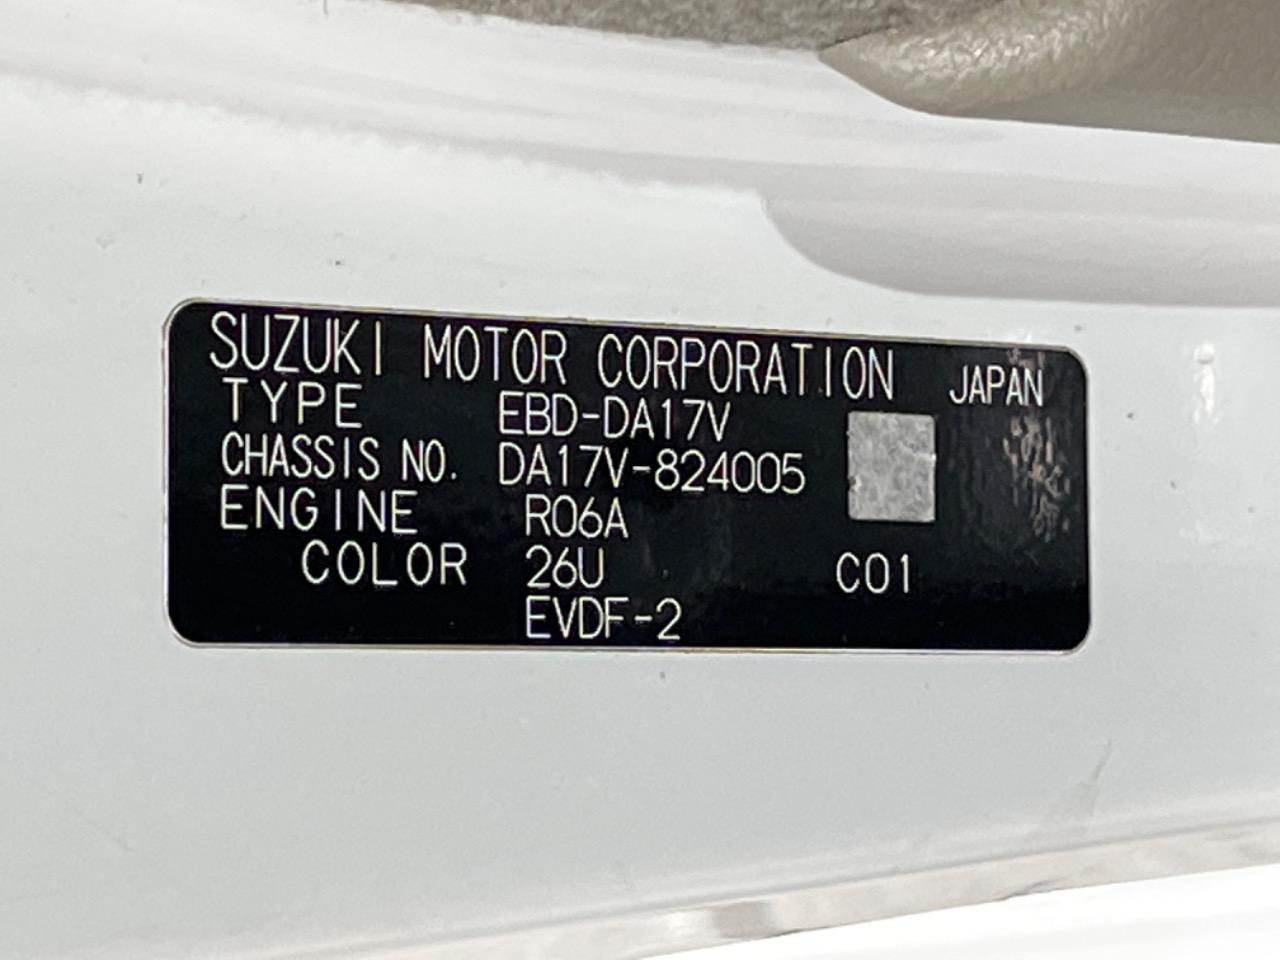 SUZUKI MOTOR CORPORATION JAPAN
TYPE EBD-DA17V
CHASSIS NO. DA17V-824005
ENGINE R06A
COLOR 26U C01
EVDF-2